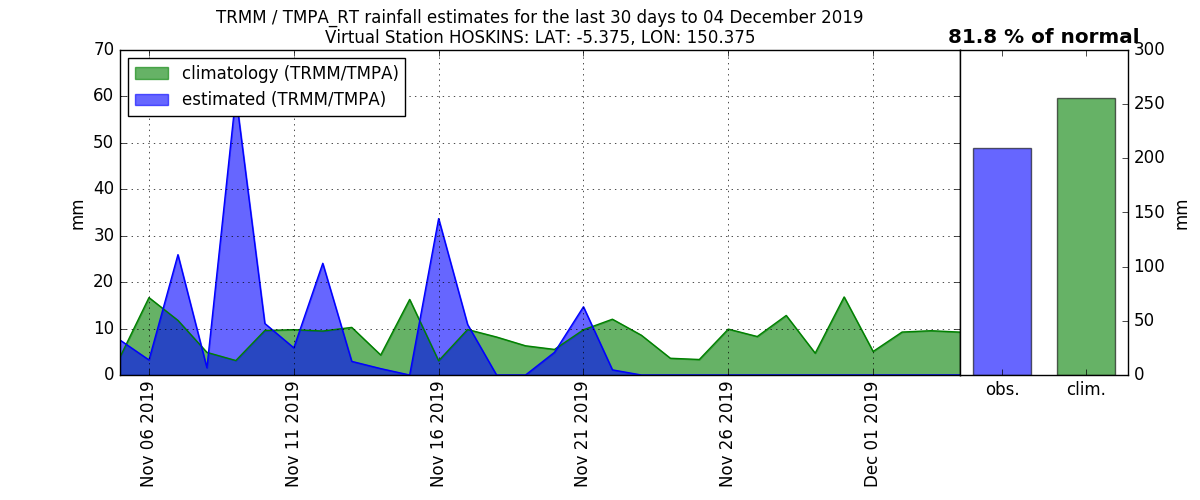 TRMM / TMPA_RT rainfall estimates for the last 30 days to 04 December 2019
Virtual Station HOSKINS: LAT: -5.375, LON: 150.375
81.8 % of normal
climatology (TRMM/TMPA)
estimated (TRMM/TMPA)
mm
70
60
50
40
30
20
10
0
Nov 06 2019
Nov 11 2019
Nov 16 2019
Nov 21 2019
Nov 26 2019
Dec 01 2019
obs.
clim.
300
250
200
150
100
50
0
mm